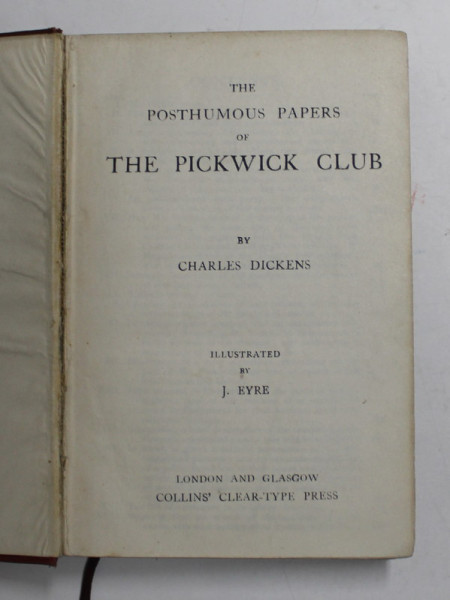 THE
POSTHUMOUS PAPERS
OF
THE PICKWICK CLUB
BY
CHARLES DICKENS
ILLUSTRATED
BY
J. EYRE
LONDON AND GLASGOW
COLLINS' CLEAR-TYPE PRESS